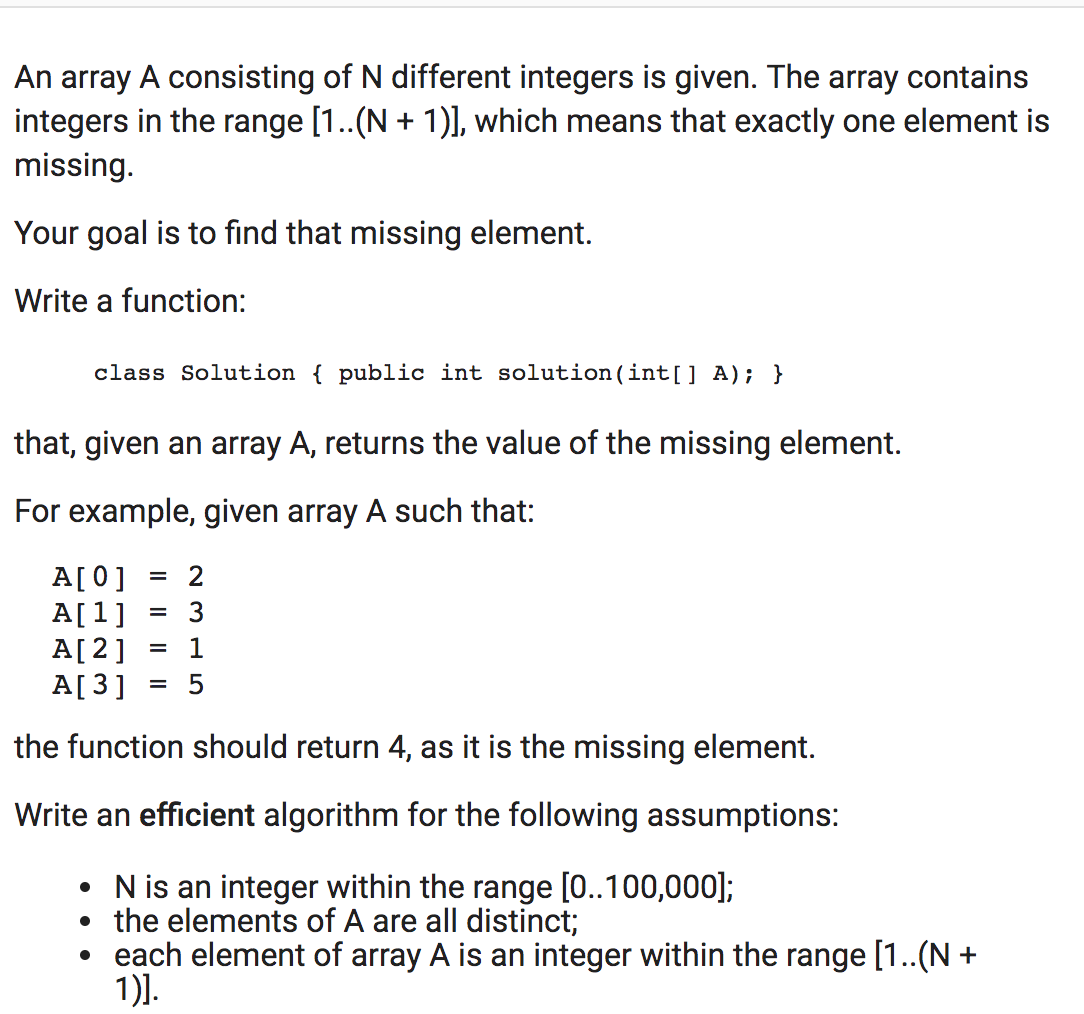 An array A consisting of N different integers is given. The array contains
integers in the range [1..(N + 1)], which means that exactly one element is
missing.
Your goal is to find that missing element.
Write a function:
class Solution { public int solution(int[] A); }
that, given an array A, returns the value of the missing element.
For example, given array A such that:
A[0] = 2
A[1] = 3
A[2] = 1
A[3] = 5
the function should return 4, as it is the missing element.
Write an efficient algorithm for the following assumptions:
• N is an integer within the range [0..100,000];
• the elements of A are all distinct;
• each element of array A is an integer within the range [1..(N +
1)].